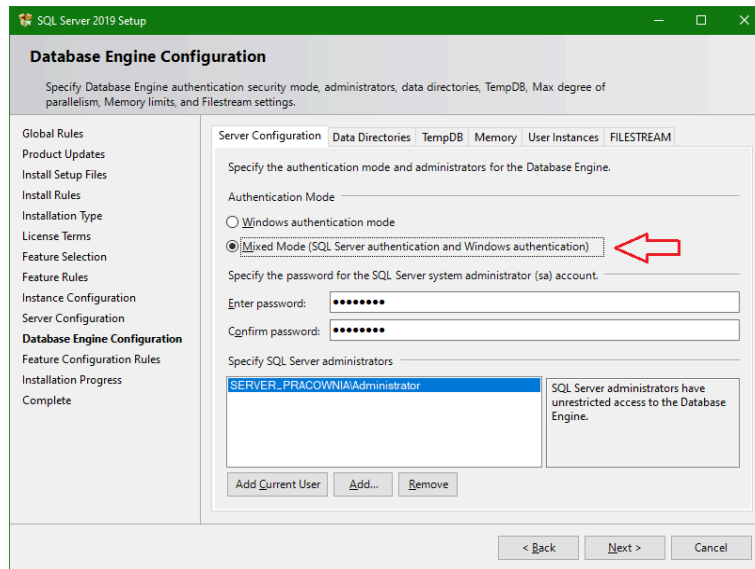 SQL Server 2019 Setup
Database Engine Configuration
Specify Database Engine authentication security mode, administrators, data directories, TempDB, Max degree of
parallelism, Memory limits, and Filestream settings.
Global Rules
Product Updates
Install Setup Files
Install Rules
Installation Type
License Terms
Feature Selection
Feature Rules
Instance Configuration
Server Configuration
Database Engine Configuration
Feature Configuration Rules
Installation Progress
Complete
Server Configuration Data Directories TempDB Memory User Instances FILESTREAM
Specify the authentication mode and administrators for the Database Engine.
Authentication Mode
Windows authentication mode
Mixed Mode (SQL Server authentication and Windows authentication)
Specify the password for the SQL Server system administrator (sa) account.
Enter password: ●●●●●●●●
Confirm password: ●●●●●●●●
Specify SQL Server administrators
SERVER_PRACOWNIA\Administrator
SQL Server administrators have
unrestricted access to the Database
Engine.
Add Current User Add... Remove
< Back Next > Cancel